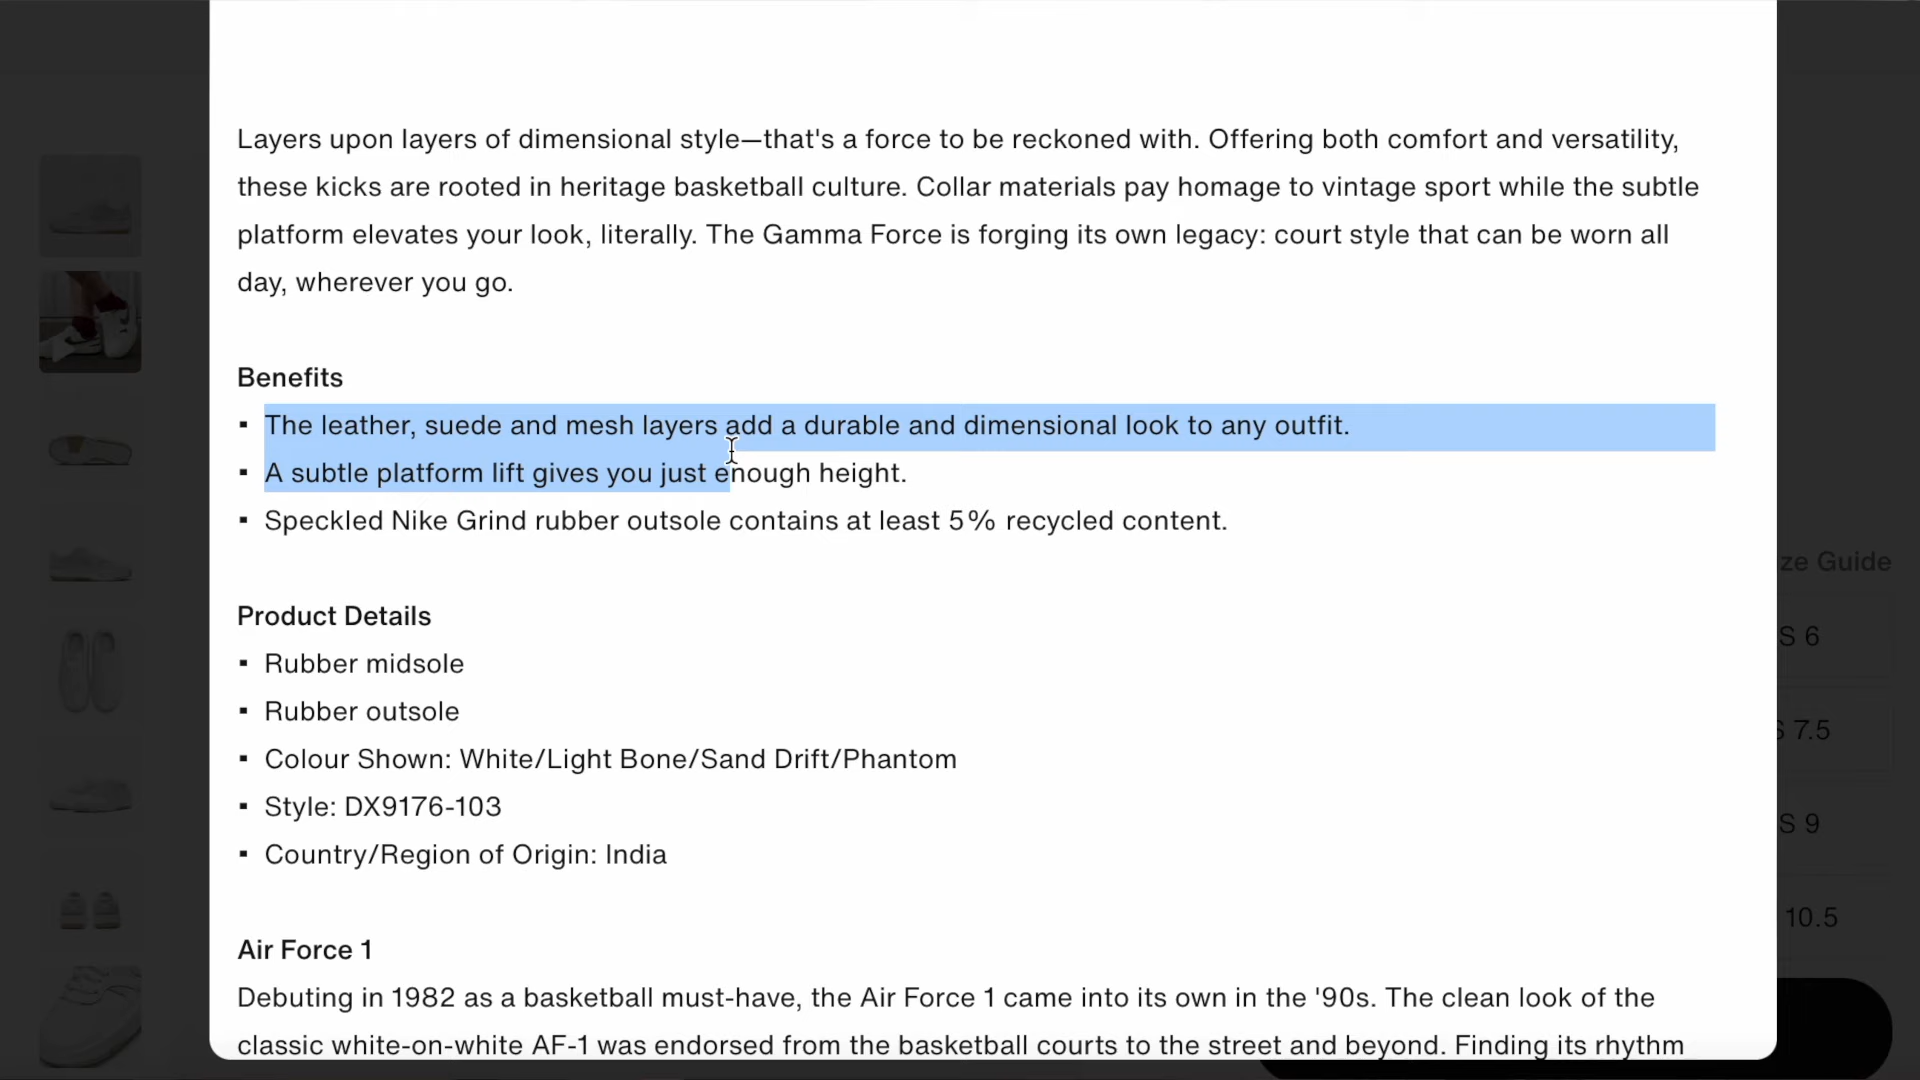 Layers upon layers of dimensional style—that's a force to be reckoned with. Offering both comfort and versatility,
these kicks are rooted in heritage basketball culture. Collar materials pay homage to vintage sport while the subtle
platform elevates your look, literally. The Gamma Force is forging its own legacy: court style that can be worn all
day, wherever you go.
Benefits
▪ The leather, suede and mesh layers add a durable and dimensional look to any outfit.
▪ A subtle platform lift gives you just enough height.
▪ Speckled Nike Grind rubber outsole contains at least 5% recycled content.
Product Details
▪ Rubber midsole
▪ Rubber outsole
▪ Colour Shown: White/Light Bone/Sand Drift/Phantom
▪ Style: DX9176-103
▪ Country/Region of Origin: India
Air Force 1
Debuting in 1982 as a basketball must-have, the Air Force 1 came into its own in the '90s. The clean look of the
classic white-on-white AF-1 was endorsed from the basketball courts to the street and beyond. Finding its rhythm
ze Guide
S 6
S 7.5
S 9
10.5